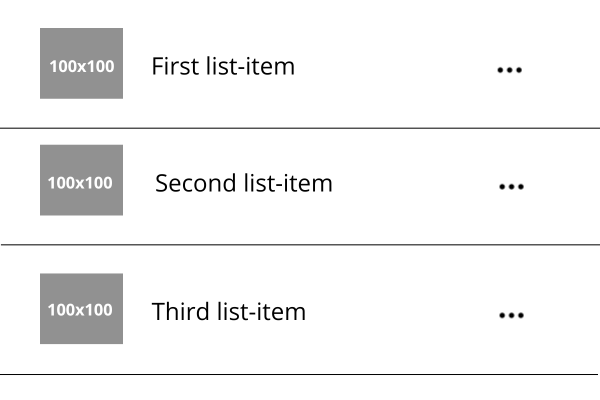 100x100 First list-item ...
100x100 Second list-item ...
100x100 Third list-item ...